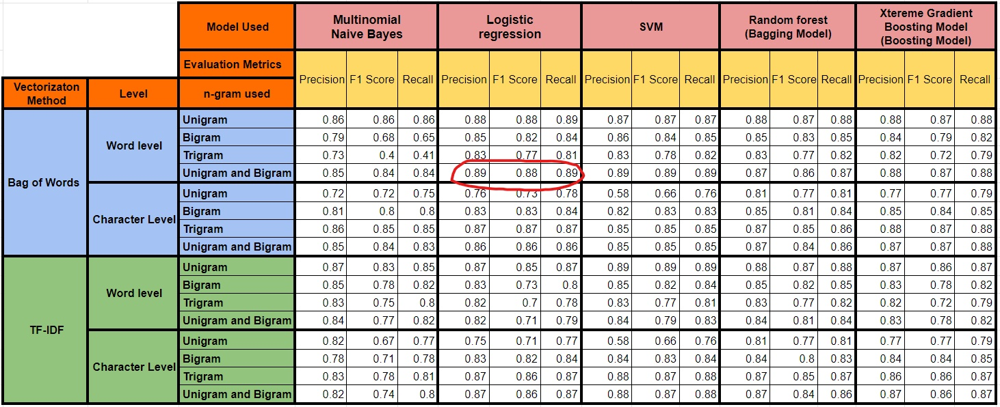 Model Used Multinomial Naive Bayes Logistic regression SVM Random forest (Bagging Model) Xtereme Gradient Boosting Model (Boosting Model)
Evaluation Metrics Precision F1 Score Recall Precision F1 Score Recall Precision F1 Score Recall Precision F1 Score Recall Precision F1 Score Recall
Vectorizaton Method Level n-gram used
Bag of Words
Word level
Unigram 0.86 0.86 0.86 0.88 0.88 0.89 0.87 0.87 0.87 0.88 0.87 0.88 0.88 0.87 0.88
Bigram 0.79 0.68 0.65 0.85 0.82 0.84 0.86 0.84 0.85 0.85 0.83 0.85 0.84 0.79 0.82
Trigram 0.73 0.4 0.41 0.83 0.77 0.81 0.83 0.78 0.82 0.83 0.77 0.82 0.82 0.72 0.79
Unigram and Bigram 0.85 0.84 0.84 0.89 0.88 0.89 0.89 0.89 0.89 0.87 0.86 0.87 0.88 0.87 0.88
Character Level
Unigram 0.72 0.72 0.75 0.76 0.73 0.78 0.58 0.66 0.76 0.81 0.77 0.81 0.77 0.77 0.79
Bigram 0.81 0.8 0.8 0.83 0.83 0.84 0.82 0.83 0.83 0.85 0.81 0.84 0.85 0.84 0.85
Trigram 0.86 0.85 0.85 0.87 0.87 0.87 0.85 0.85 0.85 0.87 0.85 0.86 0.88 0.87 0.88
Unigram and Bigram 0.85 0.84 0.83 0.86 0.86 0.86 0.85 0.85 0.85 0.87 0.84 0.86 0.87 0.87 0.88
TF-IDF
Word level
Unigram 0.87 0.83 0.85 0.87 0.85 0.87 0.89 0.89 0.89 0.88 0.87 0.88 0.87 0.86 0.87
Bigram 0.85 0.78 0.82 0.83 0.73 0.8 0.85 0.82 0.84 0.85 0.82 0.85 0.83 0.78 0.82
Trigram 0.83 0.75 0.8 0.82 0.7 0.78 0.83 0.77 0.81 0.83 0.77 0.82 0.82 0.72 0.79
Unigram and Bigram 0.84 0.77 0.82 0.82 0.71 0.79 0.84 0.79 0.83 0.84 0.81 0.84 0.83 0.78 0.82
Character Level
Unigram 0.82 0.67 0.77 0.75 0.71 0.77 0.58 0.66 0.76 0.81 0.77 0.81 0.77 0.77 0.79
Bigram 0.78 0.71 0.78 0.83 0.82 0.84 0.84 0.83 0.84 0.84 0.8 0.83 0.84 0.84 0.85
Trigram 0.83 0.78 0.81 0.87 0.86 0.87 0.88 0.87 0.88 0.87 0.85 0.87 0.86 0.86 0.87
Unigram and Bigram 0.82 0.74 0.8 0.87 0.86 0.87 0.88 0.87 0.88 0.87 0.84 0.86 0.87 0.86 0.87